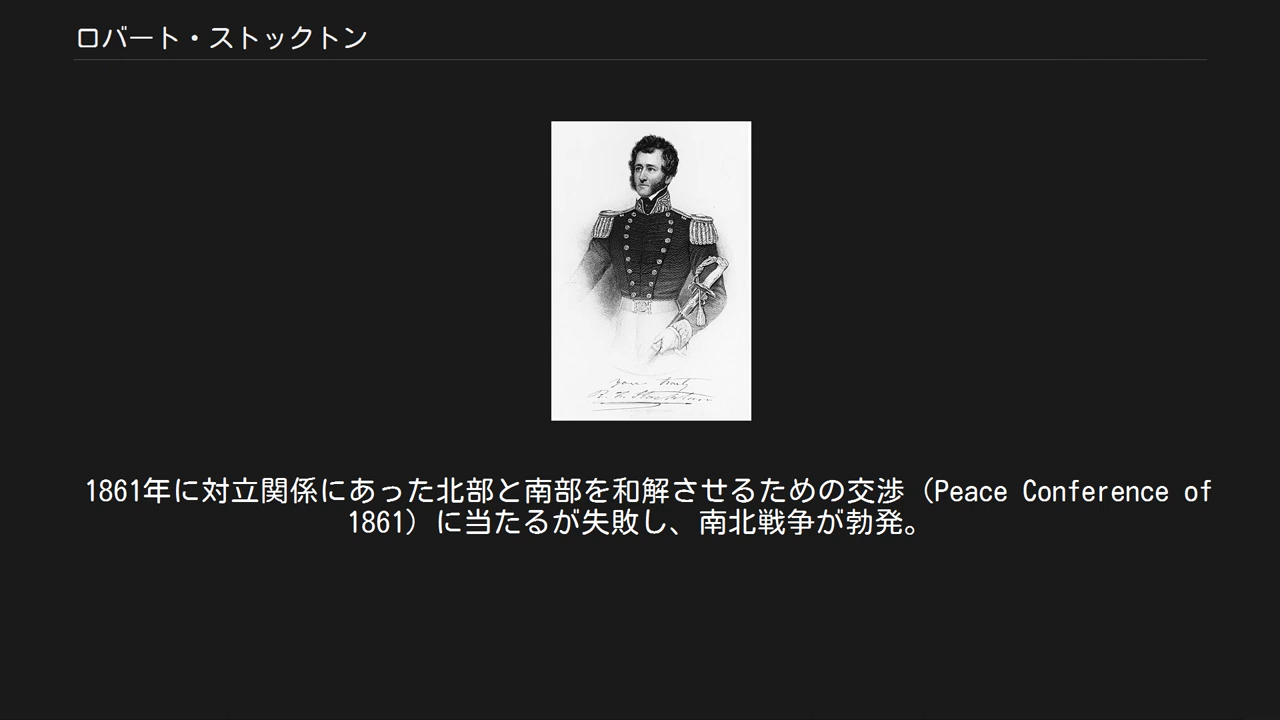 ロバート・ストックトン
Yours truly
R. F. Stockton
1861年に対立関係にあった北部と南部を和解させるための交渉（Peace Conference of
1861）に当たるが失敗し、南北戦争が勃発。